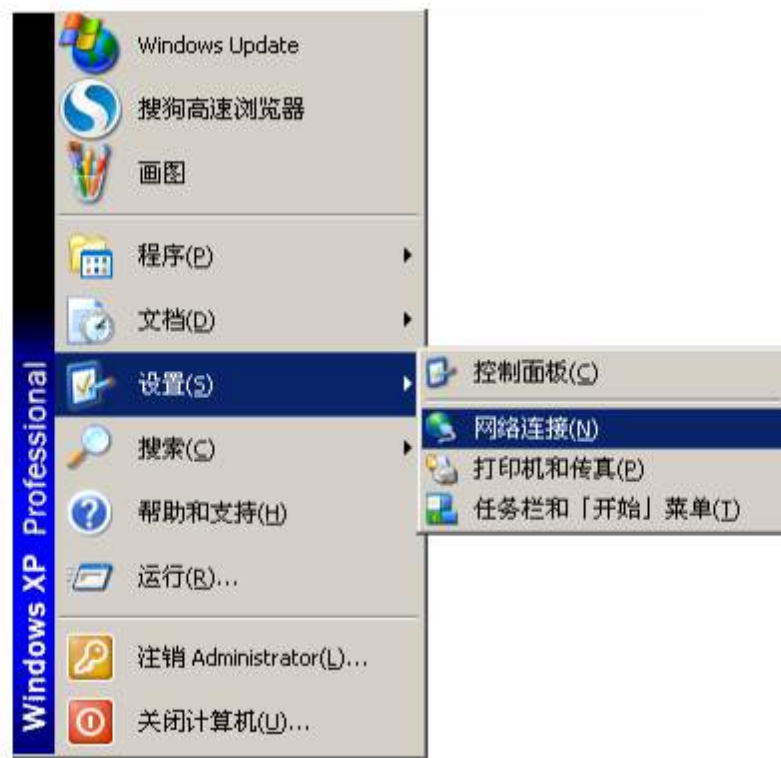 Windows Update
搜狗高速浏览器
画图
程序(P)
文档(D)
设置(S)
搜索(C)
帮助和支持(H)
运行(R)...
注销 Administrator(L)...
关闭计算机(U)...
Windows XP Professional
控制面板(C)
网络连接(N)
打印机和传真(P)
任务栏和「开始」菜单(T)